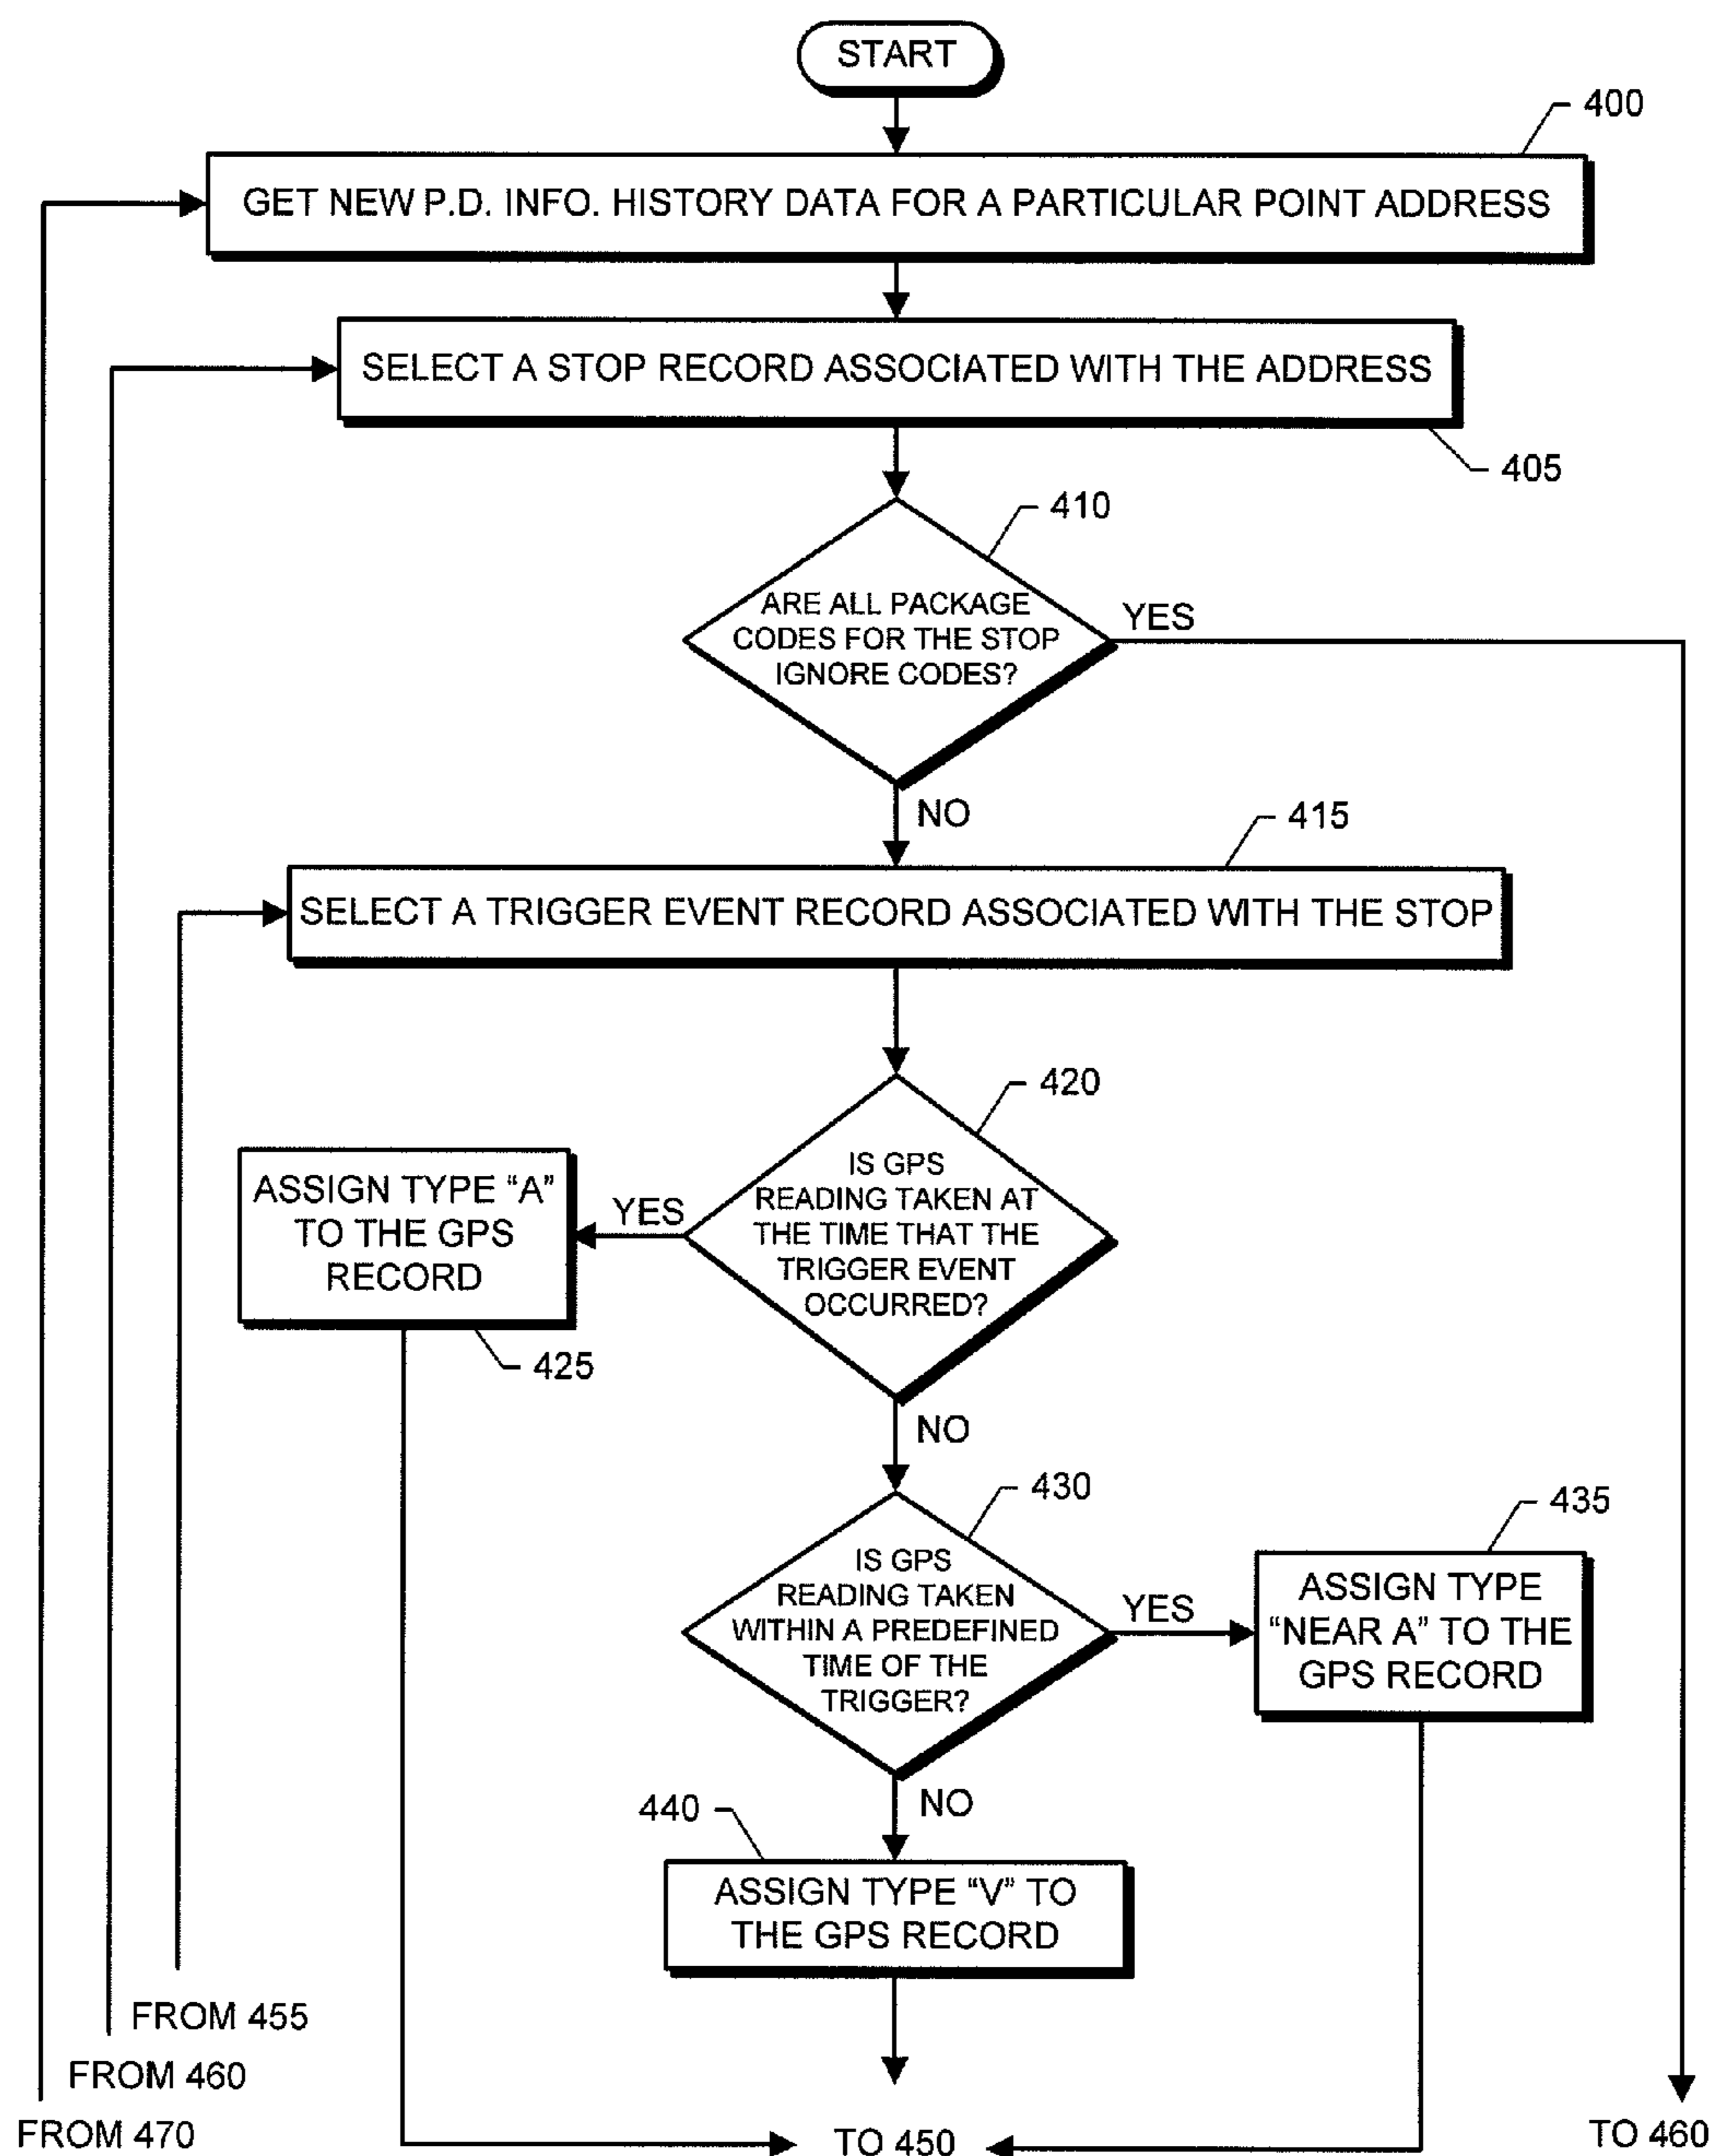 START
400
GET NEW P.D. INFO. HISTORY DATA FOR A PARTICULAR POINT ADDRESS
SELECT A STOP RECORD ASSOCIATED WITH THE ADDRESS
405
410
ARE ALL PACKAGE
CODES FOR THE STOP
IGNORE CODES?
YES
NO
415
SELECT A TRIGGER EVENT RECORD ASSOCIATED WITH THE STOP
420
IS GPS
READING TAKEN AT
THE TIME THAT THE
TRIGGER EVENT
OCCURRED?
YES
ASSIGN TYPE “A”
TO THE GPS
RECORD
425
NO
430
IS GPS
READING TAKEN
WITHIN A PREDEFINED
TIME OF THE
TRIGGER?
YES
435
ASSIGN TYPE
“NEAR A” TO THE
GPS RECORD
NO
440
ASSIGN TYPE “V” TO
THE GPS RECORD
FROM 455
FROM 460
FROM 470
TO 450
TO 460